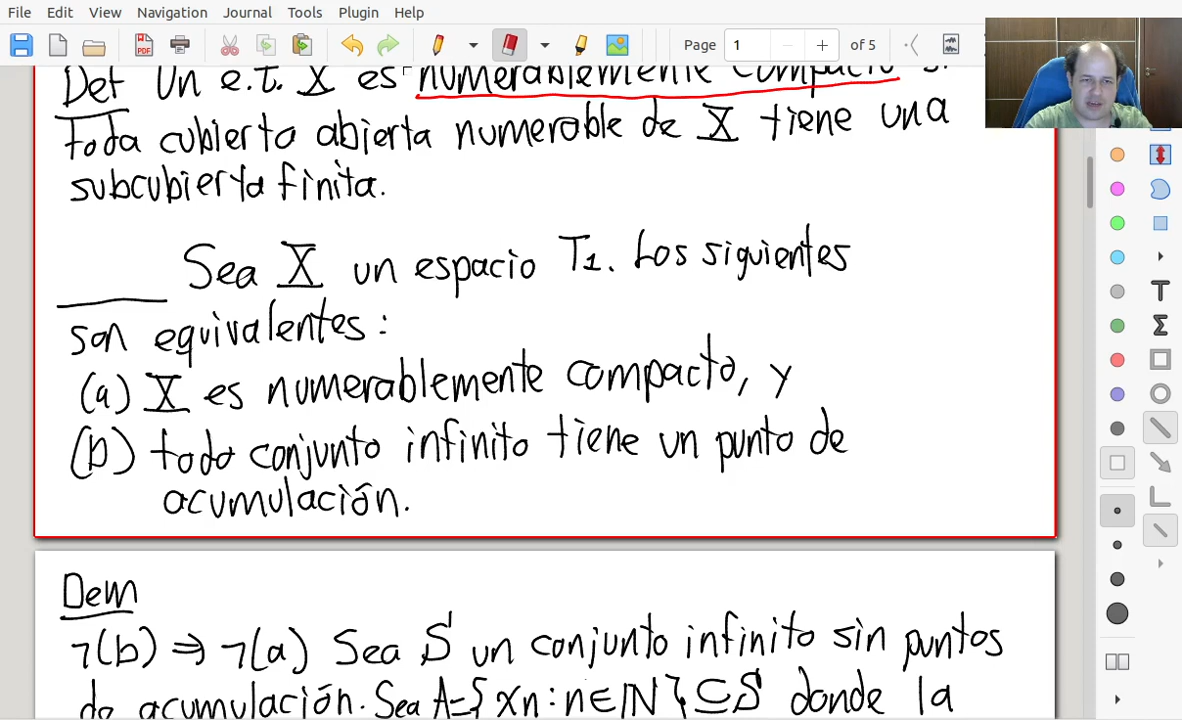 File Edit View Navigation Journal Tools Plugin Help
Page 1 of 5
Def Un e.t. X es numerablemente compacto si
toda cubierta abierta numerable de X tiene una
subcubierta finita.
Sea X un espacio T1. Los siguientes
son equivalentes:
(a) X es numerablemente compacto, y
(b) todo conjunto infinito tiene un punto de
acumulación.
Dem
¬(b) ⇒ ¬(a) Sea S un conjunto infinito sin puntos
de acumulación. Sea A={xn : n∈ℕ}⊆S donde la